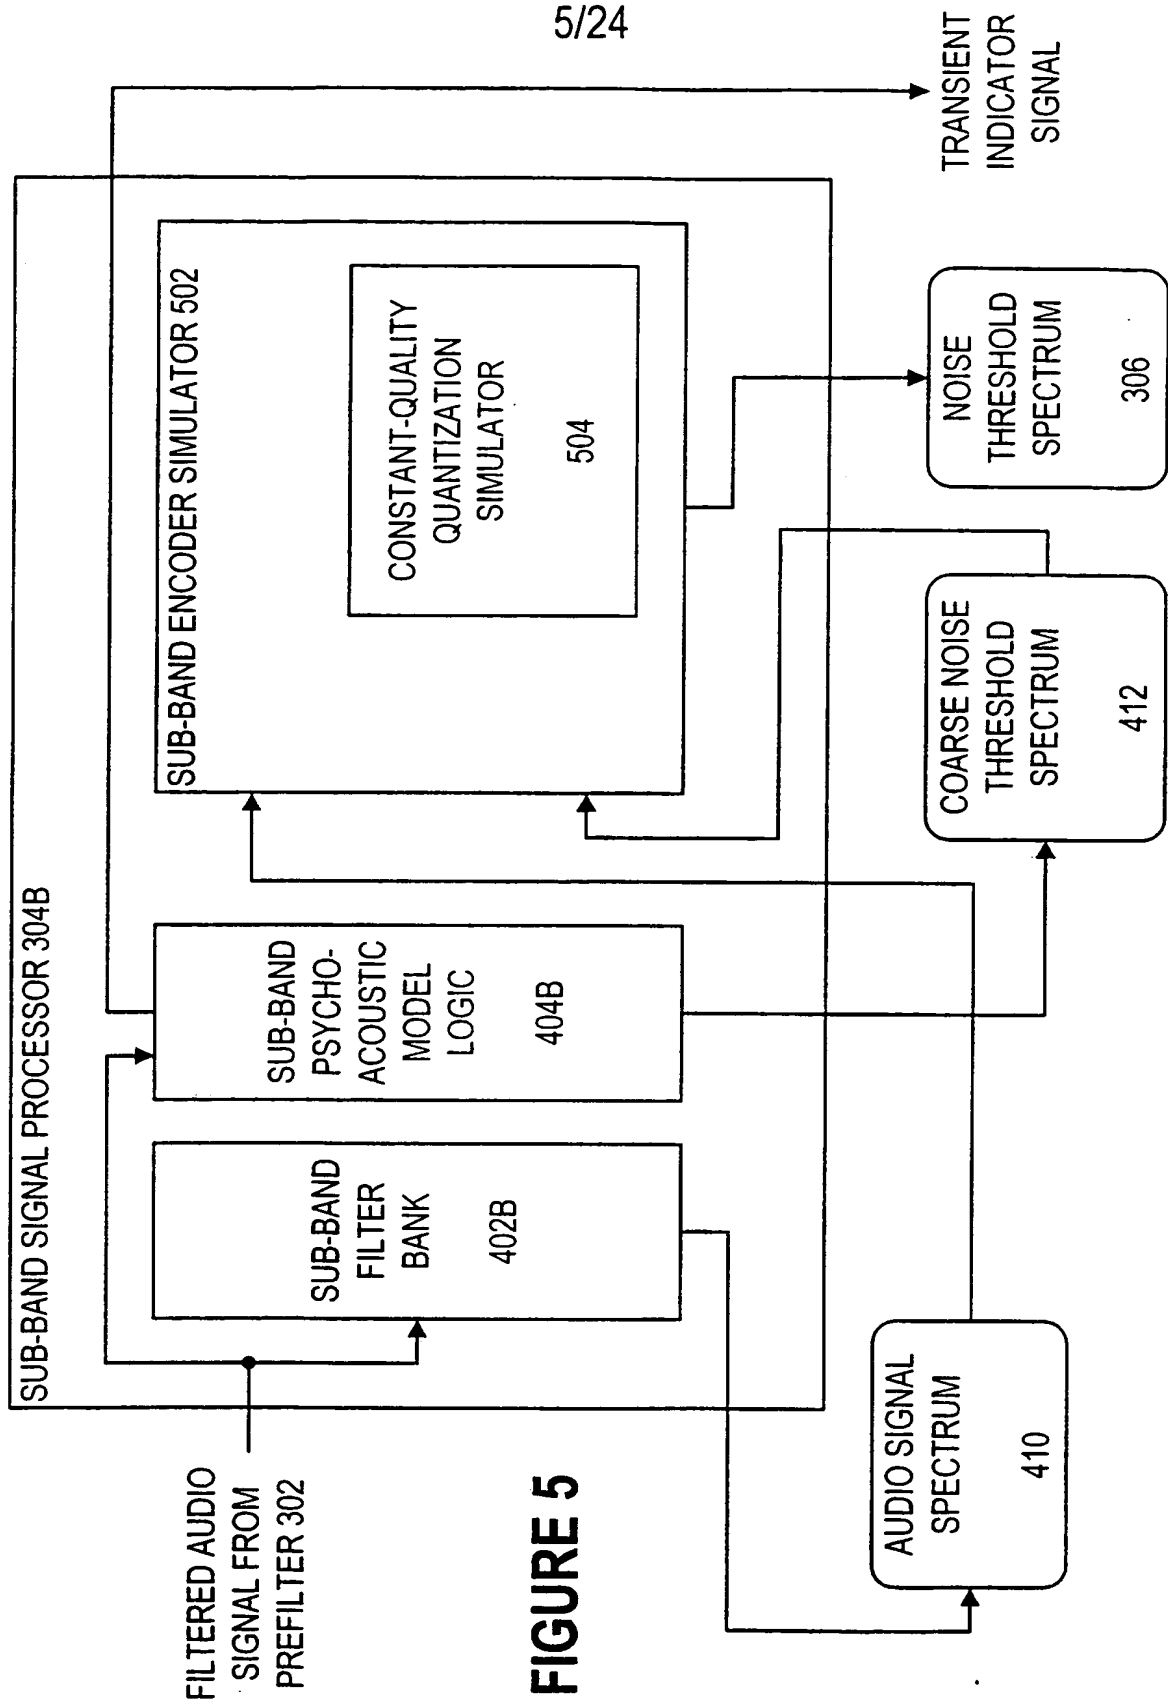 5/24
SUB-BAND SIGNAL PROCESSOR 304B
FILTERED AUDIO
SIGNAL FROM
PREFILTER 302
SUB-BAND
FILTER
BANK
402B
SUB-BAND
PSYCHO-
ACOUSTIC
MODEL
LOGIC
404B
SUB-BAND ENCODER SIMULATOR 502
CONSTANT-QUALITY
QUANTIZATION
SIMULATOR
504
TRANSIENT
INDICATOR
SIGNAL
AUDIO SIGNAL
SPECTRUM
410
COARSE NOISE
THRESHOLD
SPECTRUM
412
NOISE
THRESHOLD
SPECTRUM
306
FIGURE 5